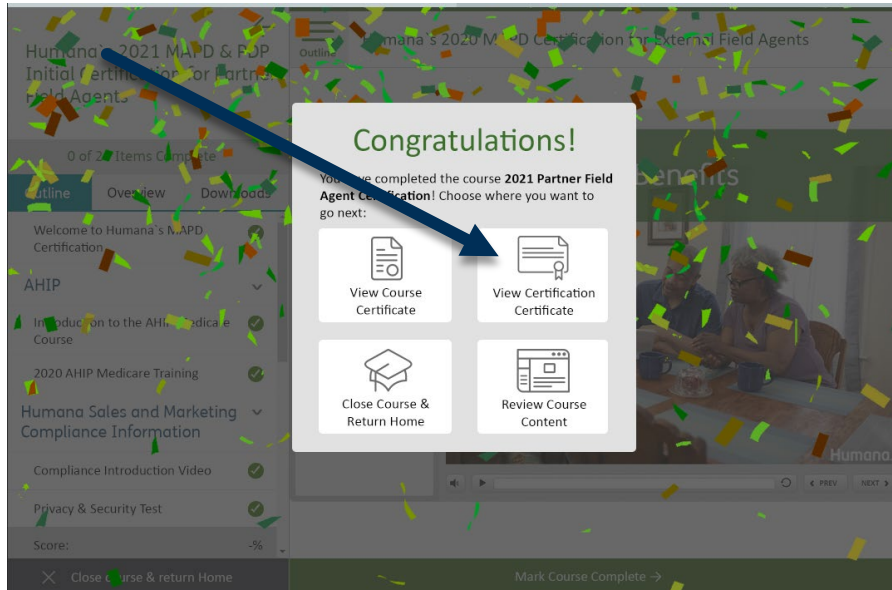 Humana's 2021 MAPD & PDP
Initial Certification for Partner
Field Agents
0 of 2 Items Complete
Outline
Overview
Downloads
Welcome to Humana`s MAPD
Certification
AHIP
Introduction to the AHIP Medicare
Course
2020 AHIP Medicare Training
Humana Sales and Marketing
Compliance Information
Compliance Introduction Video
Privacy & Security Test
Score:
-%
Close course & return Home
Outline
Humana`s 2020 MAPD Certification for External Field Agents
Benefits
Congratulations!
You have completed the course 2021 Partner Field
Agent Certification! Choose where you want to
go next:
View Course
Certificate
View Certification
Certificate
Close Course &
Return Home
Review Course
Content
Humana
PREV
NEXT
Mark Course Complete